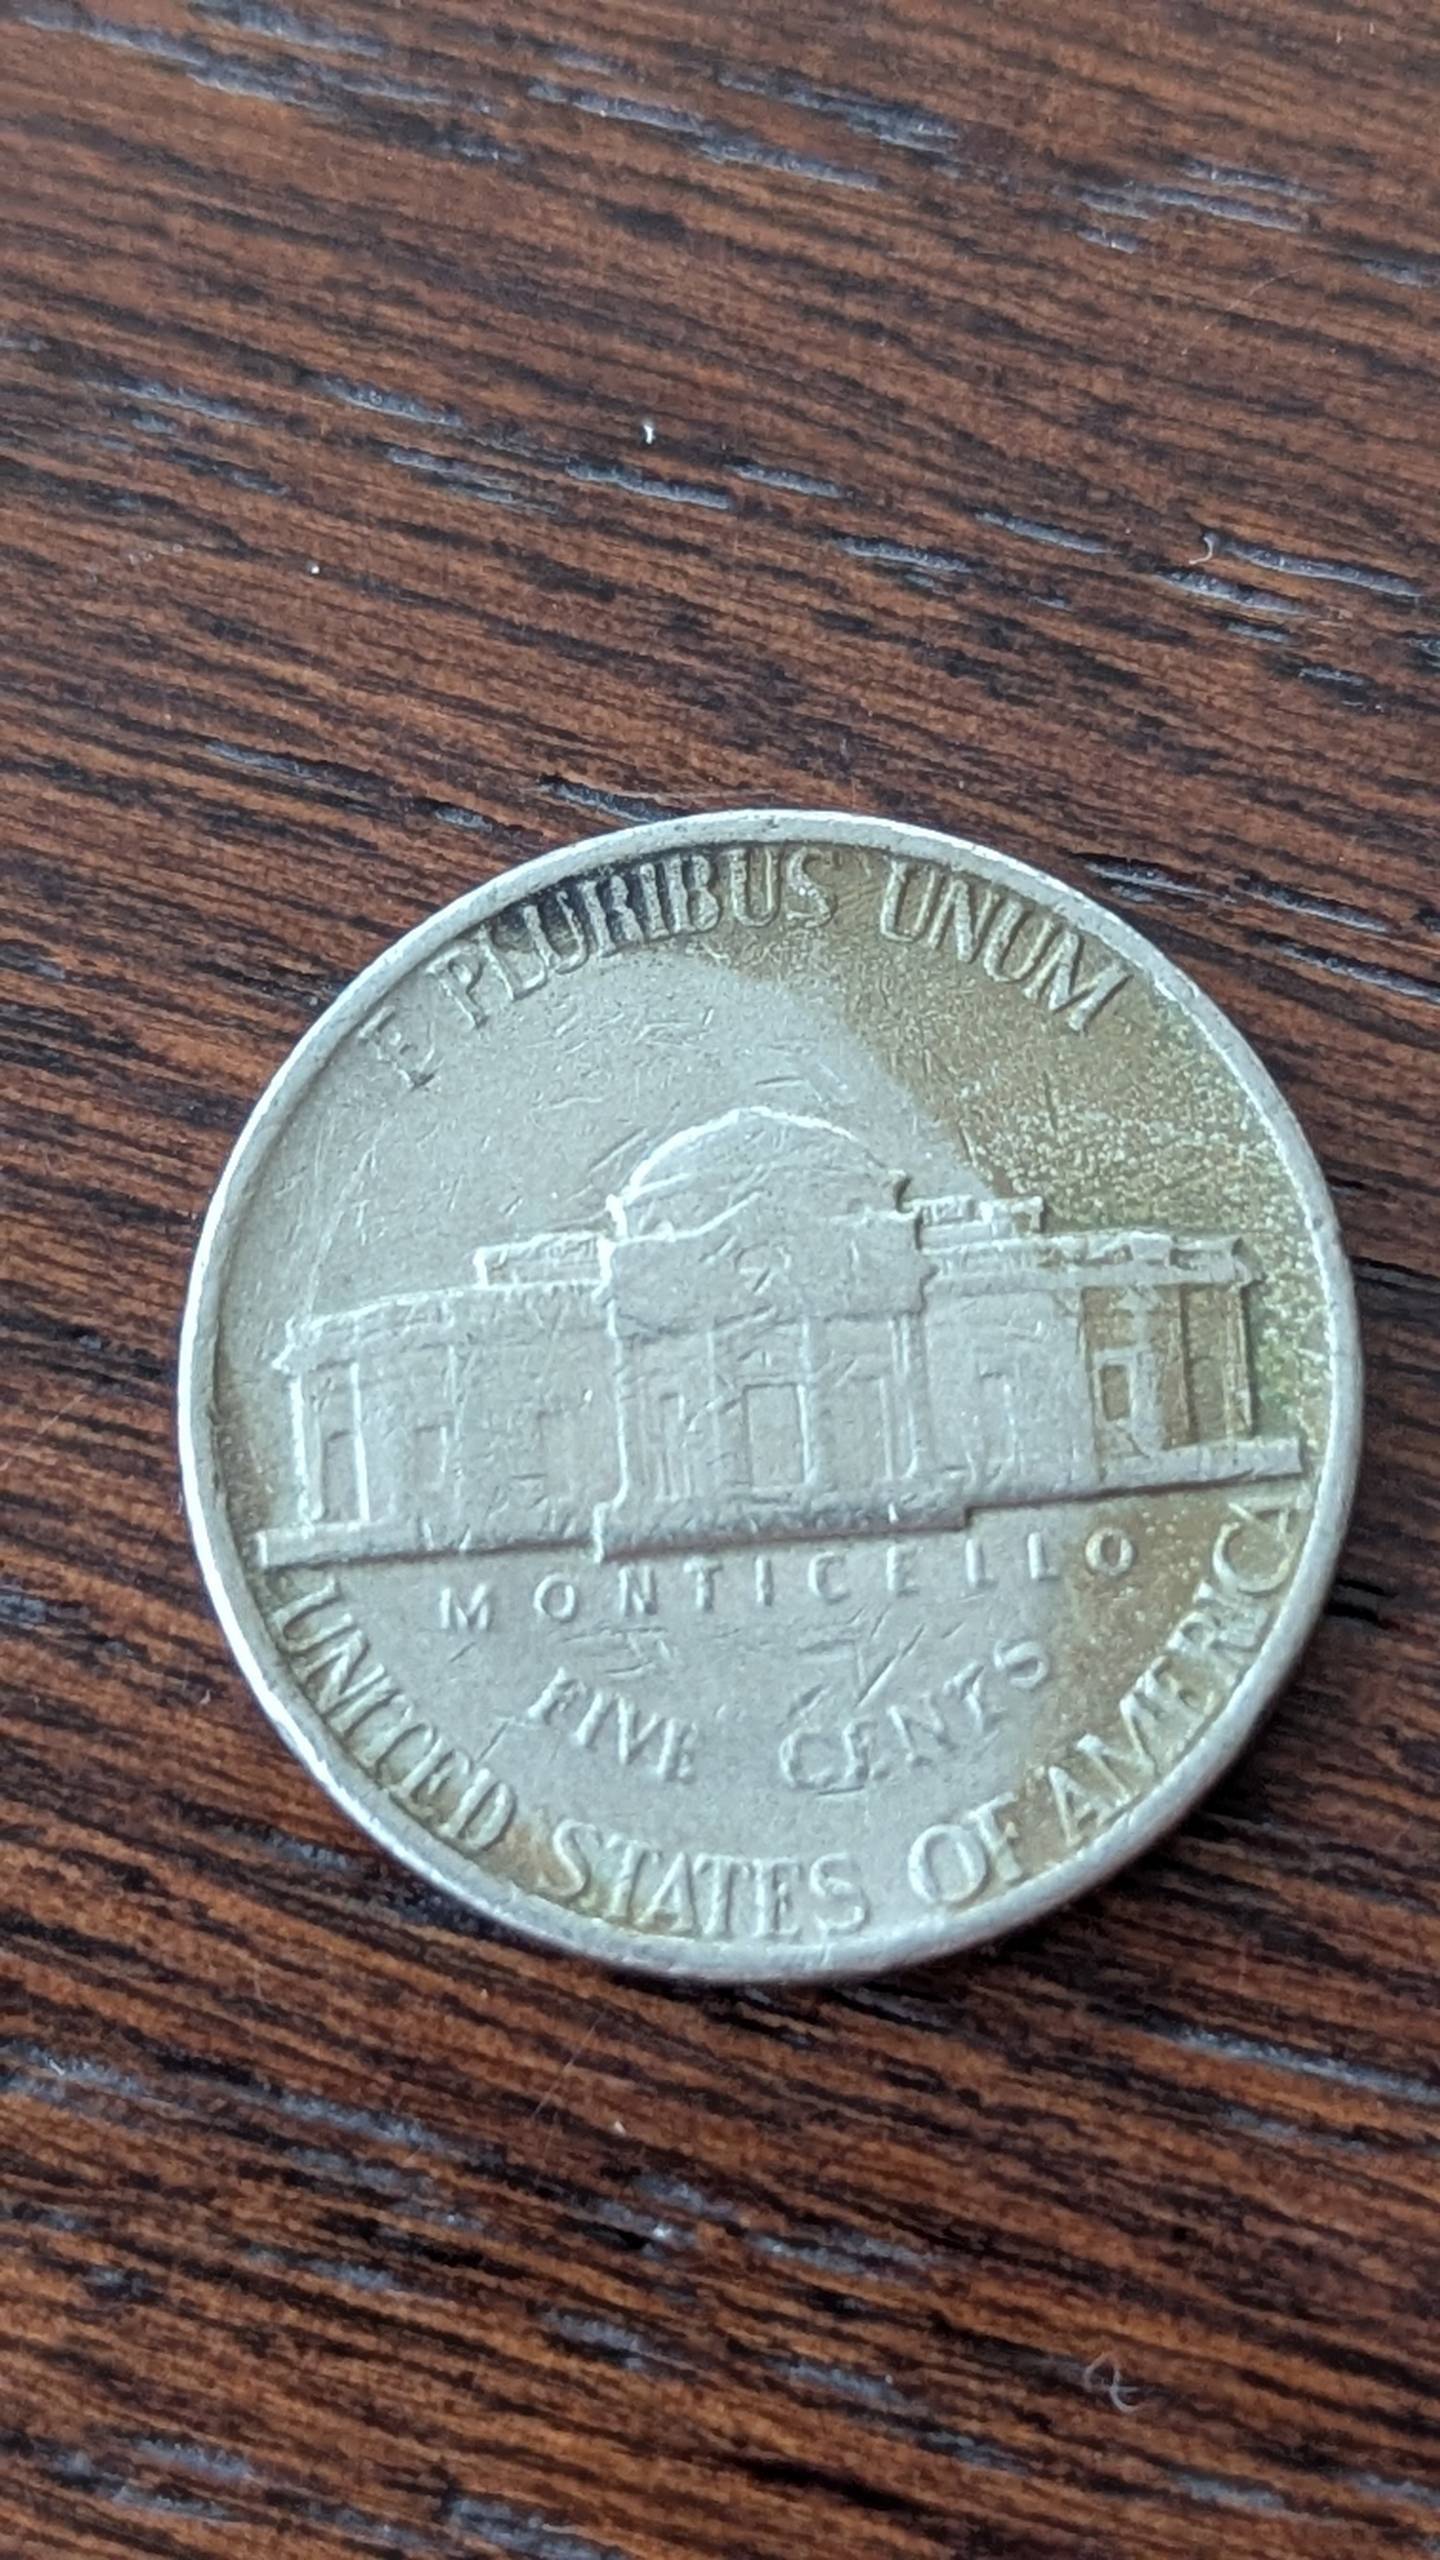 E PLURIBUS UNUM
MONTICELLO
FIVE CENTS
UNITED STATES OF AMERICA